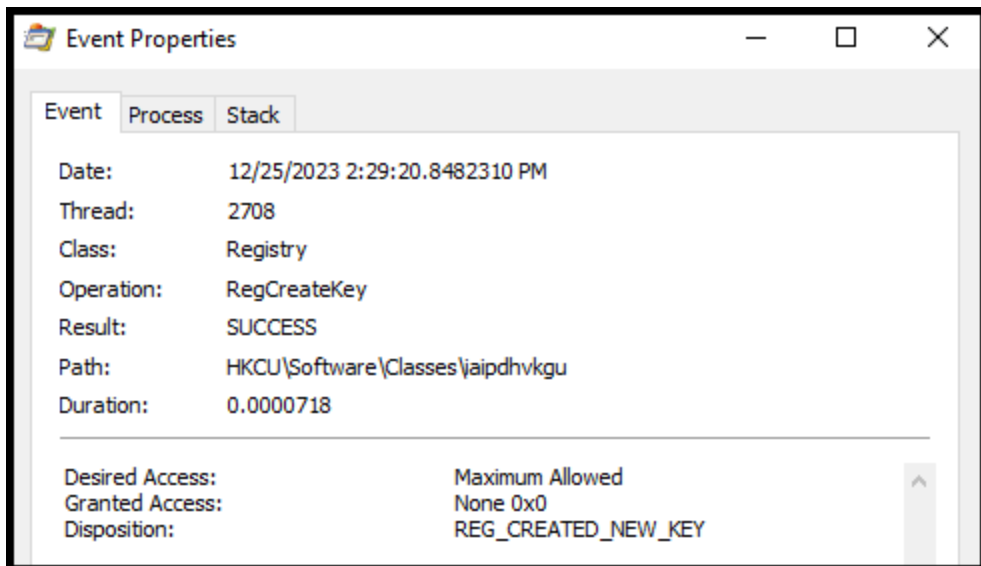 Event Properties
Event Process Stack
Date: 12/25/2023 2:29:20.8482310 PM
Thread: 2708
Class: Registry
Operation: RegCreateKey
Result: SUCCESS
Path: HKCU\Software\Classes\iaipdhvkgu
Duration: 0.0000718
Desired Access: Maximum Allowed
Granted Access: None 0x0
Disposition: REG_CREATED_NEW_KEY